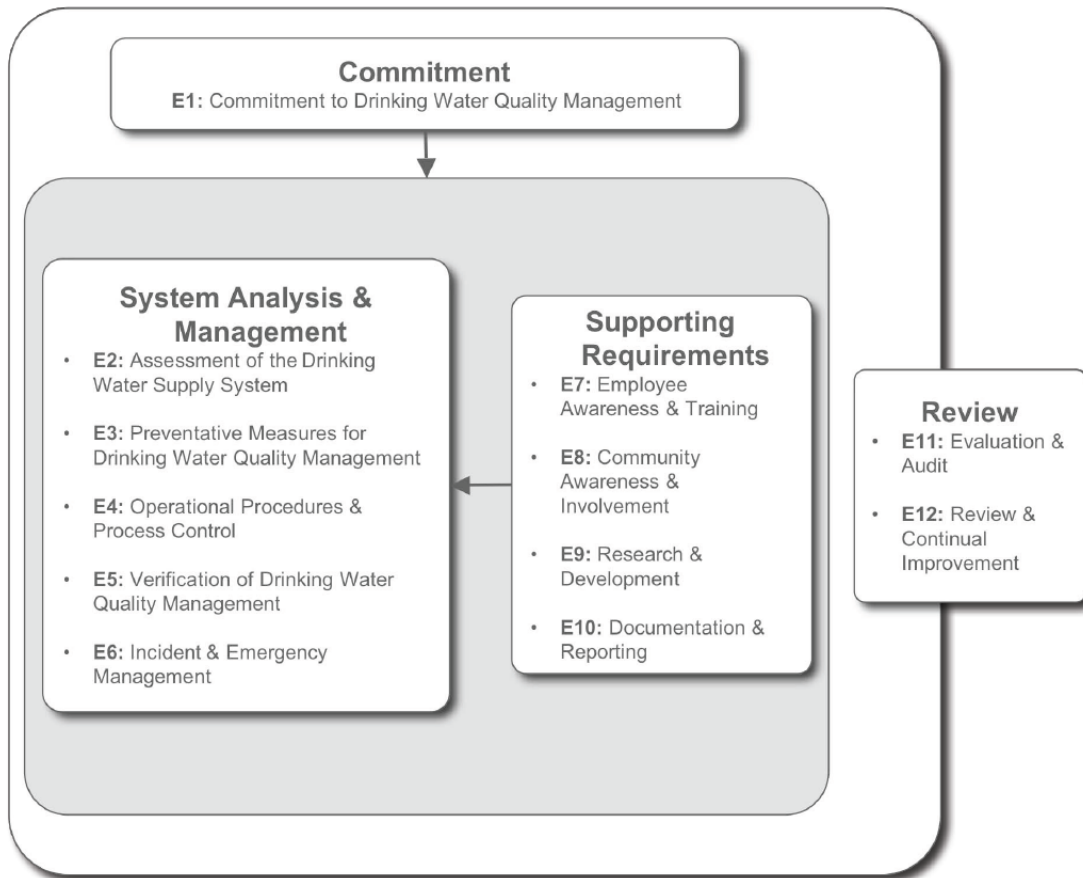 Commitment
E1: Commitment to Drinking Water Quality Management
System Analysis &
Management
• E2: Assessment of the Drinking
Water Supply System
• E3: Preventative Measures for
Drinking Water Quality Management
• E4: Operational Procedures &
Process Control
• E5: Verification of Drinking Water
Quality Management
• E6: Incident & Emergency
Management
Supporting
Requirements
• E7: Employee
Awareness & Training
• E8: Community
Awareness &
Involvement
• E9: Research &
Development
• E10: Documentation &
Reporting
Review
• E11: Evaluation &
Audit
• E12: Review &
Continual
Improvement